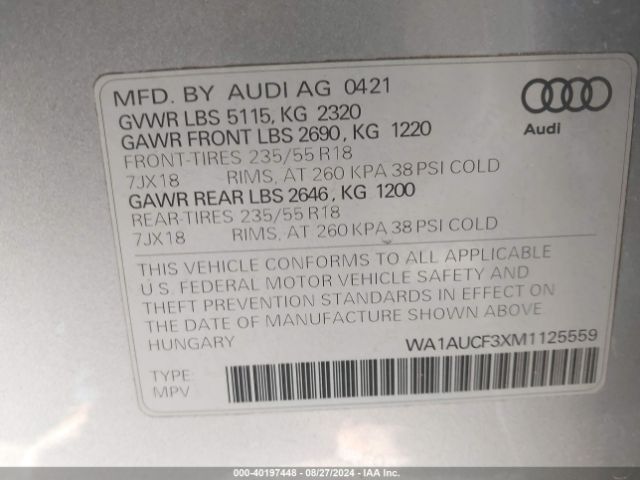 MFD. BY AUDI AG 0421
GVWR LBS 5115, KG 2320
GAWR FRONT LBS 2690, KG 1220
FRONT-TIRES 235/55 R18
7JX18 RIMS, AT 260 KPA 38 PSI COLD
GAWR REAR LBS 2646, KG 1200
REAR-TIRES 235/55 R18
7JX18 RIMS, AT 260 KPA 38 PSI COLD
Audi
THIS VEHICLE CONFORMS TO ALL APPLICABLE
U.S. FEDERAL MOTOR VEHICLE SAFETY AND
THEFT PREVENTION STANDARDS IN EFFECT ON
THE DATE OF MANUFACTURE SHOWN ABOVE.
HUNGARY
WA1AUCF3XM1125559
TYPE:
MPV
000-40197448 - 08/27/2024 - IAA Inc.